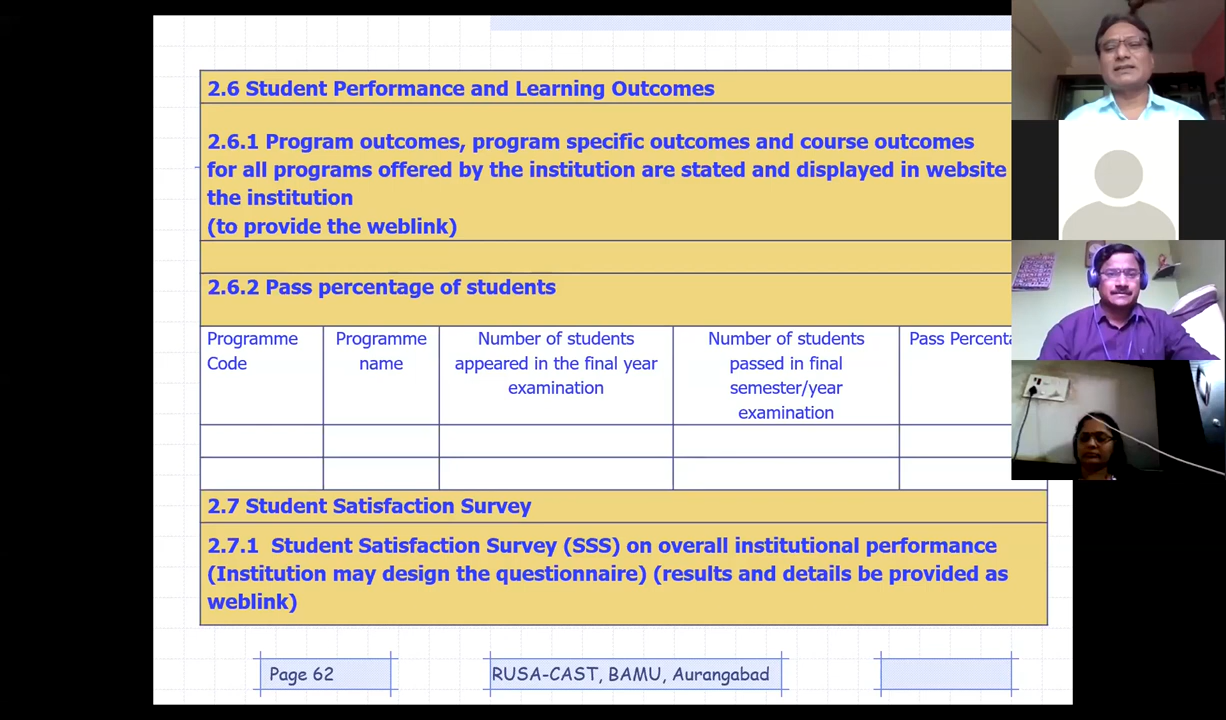 2.6 Student Performance and Learning Outcomes
2.6.1 Program outcomes, program specific outcomes and course outcomes
for all programs offered by the institution are stated and displayed in website
the institution
(to provide the weblink)
2.6.2 Pass percentage of students
Programme
Code
Programme
name
Number of students
appeared in the final year
examination
Number of students
passed in final
semester/year
examination
Pass
2.7 Student Satisfaction Survey
2.7.1 Student Satisfaction Survey (SSS) on overall institutional performance
(Institution may design the questionnaire) (results and details be provided as
weblink)
Page 62
RUSA-CAST, BAMU, Aurangabad